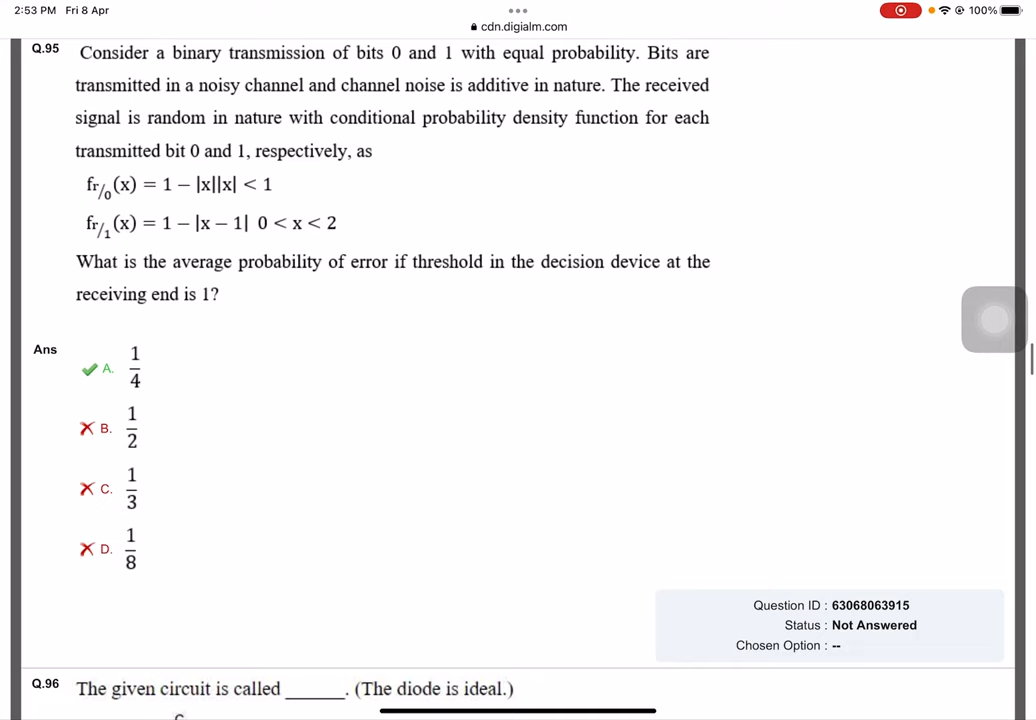 2:53 PM Fri 8 Apr
100%
cdn.digialm.com
Q.95 Consider a binary transmission of bits 0 and 1 with equal probability. Bits are
transmitted in a noisy channel and channel noise is additive in nature. The received
signal is random in nature with conditional probability density function for each
transmitted bit 0 and 1, respectively, as
fr/0(x) = 1 − |x||x| < 1
fr/1(x) = 1 − |x − 1| 0 < x < 2
What is the average probability of error if threshold in the decision device at the
receiving end is 1?
Ans
A. 1/4
B. 1/2
C. 1/3
D. 1/8
Question ID : 63068063915
Status : Not Answered
Chosen Option : --
Q.96 The given circuit is called ______. (The diode is ideal.)